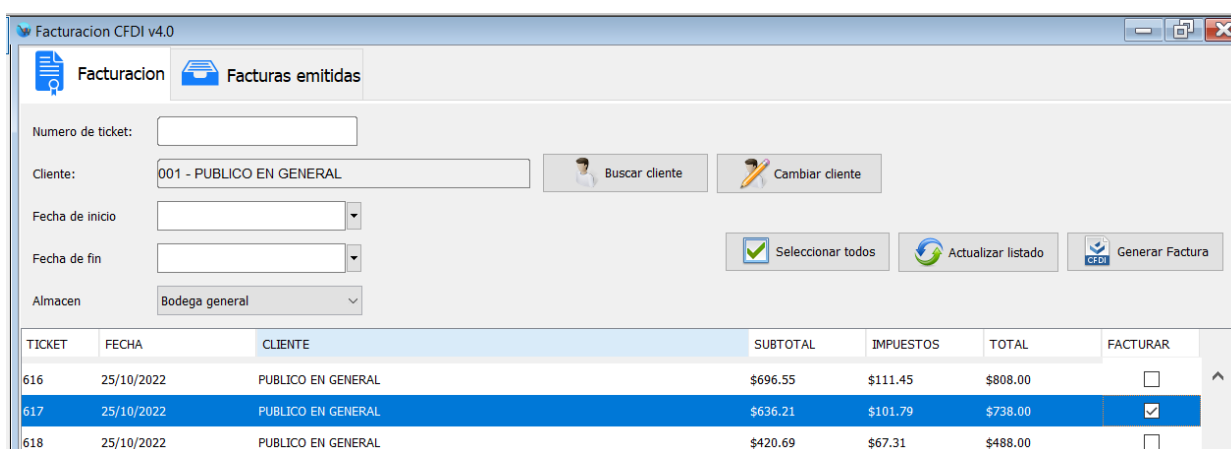 Facturacion CFDI v4.0
Facturacion Facturas emitidas
Numero de ticket:
Cliente: 001 - PUBLICO EN GENERAL Buscar cliente Cambiar cliente
Fecha de inicio
Fecha de fin Seleccionar todos Actualizar listado CFDI Generar Factura
Almacen Bodega general
TICKET FECHA CLIENTE SUBTOTAL IMPUESTOS TOTAL FACTURAR
616 25/10/2022 PUBLICO EN GENERAL $696.55 $111.45 $808.00
617 25/10/2022 PUBLICO EN GENERAL $636.21 $101.79 $738.00
618 25/10/2022 PUBLICO EN GENERAL $420.69 $67.31 $488.00